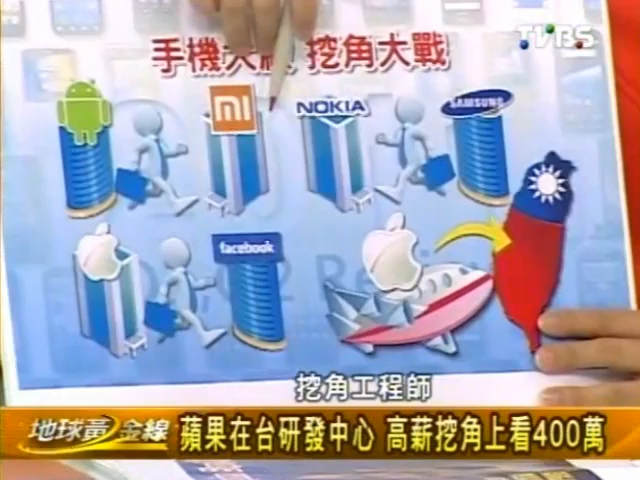 TVBS
手機大 挖角大戰
mi
NOKIA
SAMSUNG
facebook
挖角工程師
地球黃金線
蘋果在台研發中心 高薪挖角上看400萬